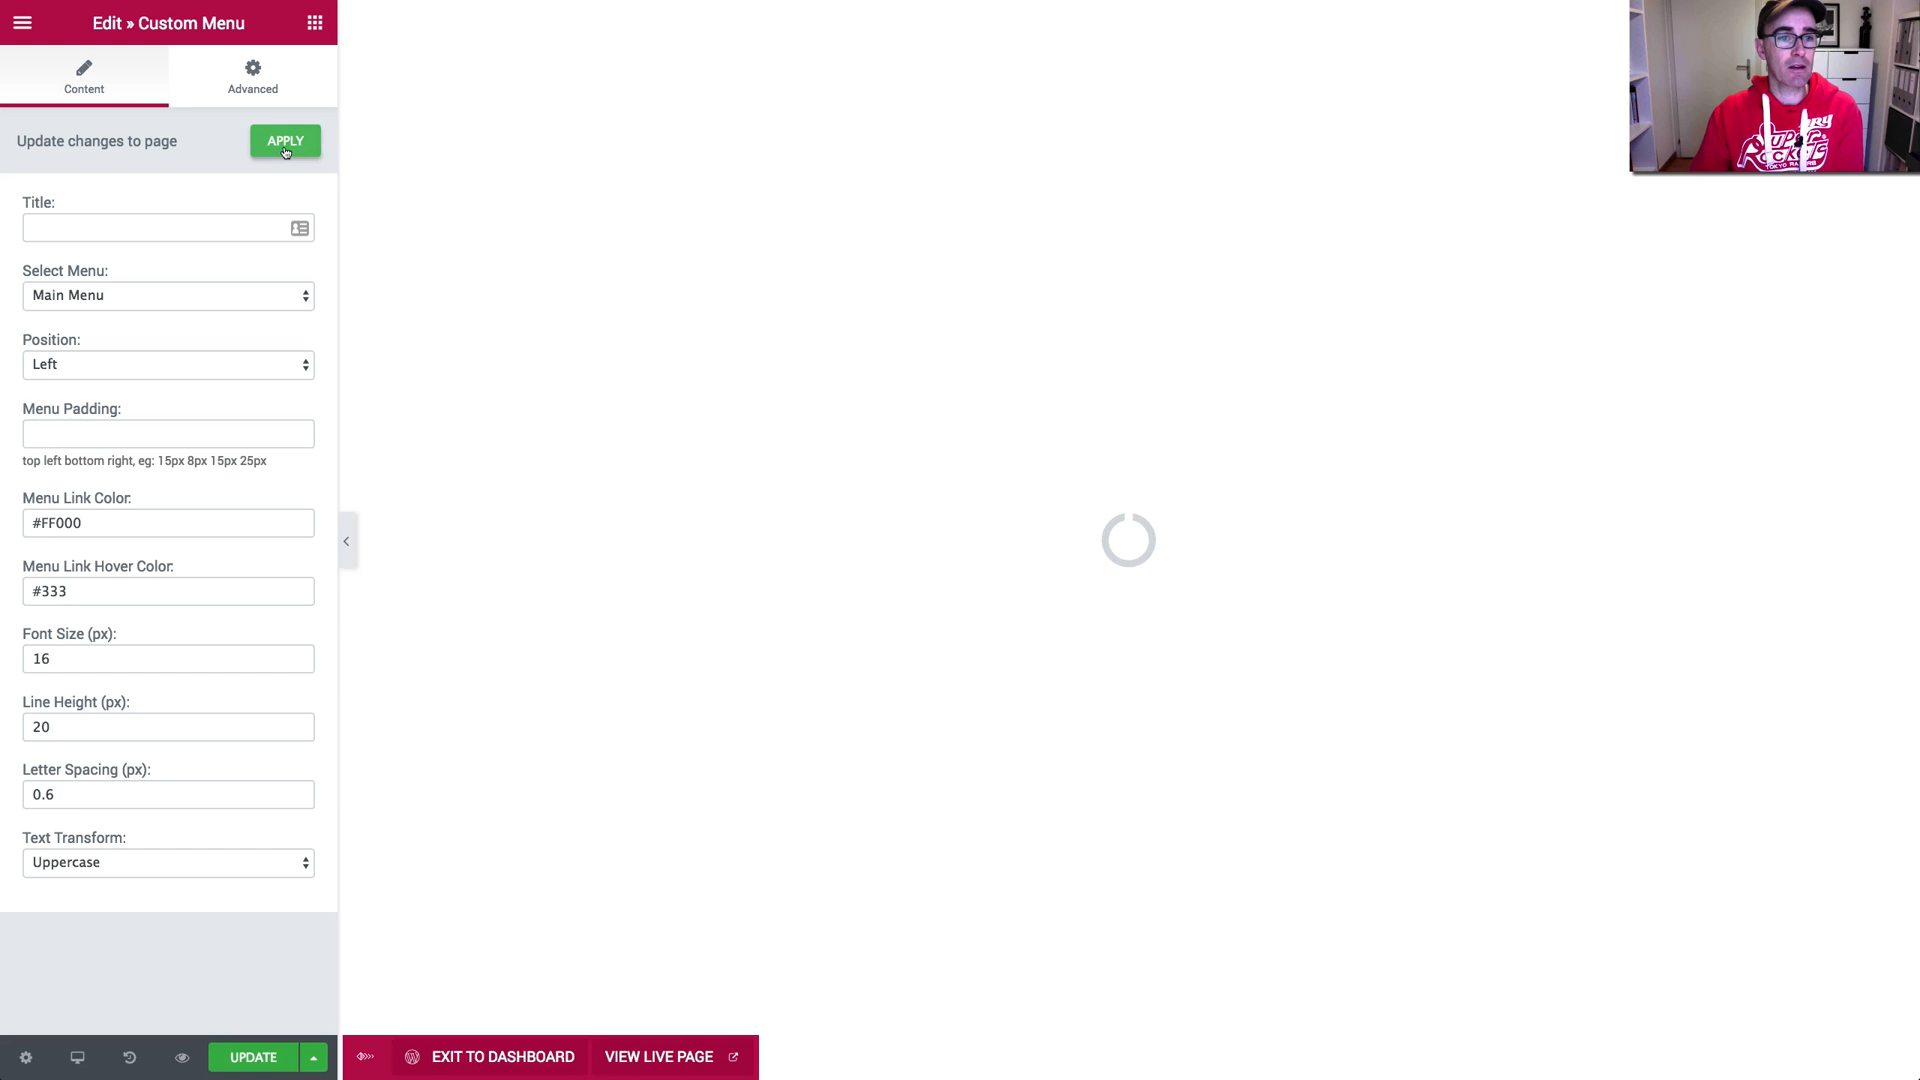 Edit » Custom Menu
Content
Advanced
Update changes to page
APPLY
Title:
Select Menu:
Main Menu
Position:
Left
Menu Padding:
top left bottom right, eg: 15px 8px 15px 25px
Menu Link Color:
#FF000
Menu Link Hover Color:
#333
Font Size (px):
16
Line Height (px):
20
Letter Spacing (px):
0.6
Text Transform:
Uppercase
UPDATE
EXIT TO DASHBOARD
VIEW LIVE PAGE